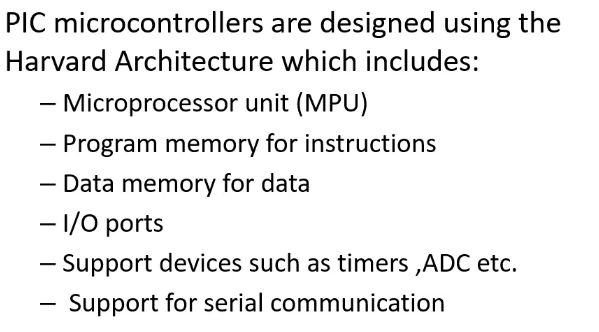 PIC microcontrollers are designed using the
Harvard Architecture which includes:
– Microprocessor unit (MPU)
– Program memory for instructions
– Data memory for data
– I/O ports
– Support devices such as timers ,ADC etc.
– Support for serial communication